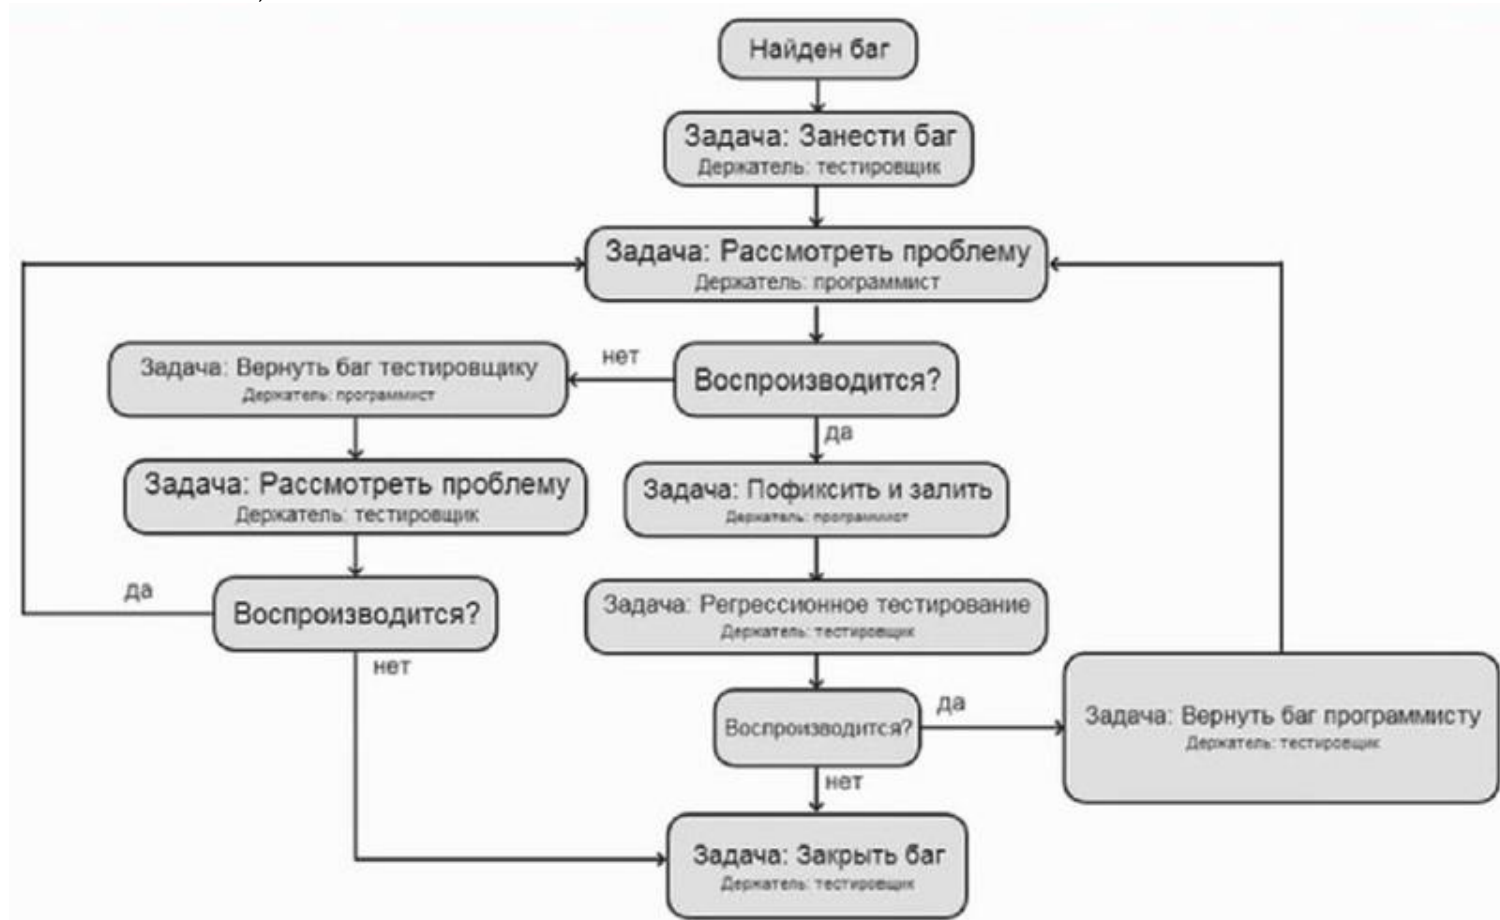 Найден баг
Задача: Занести баг
Держатель: тестировщик
Задача: Рассмотреть проблему
Держатель: программист
Воспроизводится?
нет
Задача: Вернуть баг тестировщику
Держатель: программист
Задача: Рассмотреть проблему
Держатель: тестировщик
Воспроизводится?
да
нет
да
Задача: Пофиксить и залить
Держатель: программист
Задача: Регрессионное тестирование
Держатель: тестировщик
Воспроизводится?
да
Задача: Вернуть баг программисту
Держатель: тестировщик
нет
Задача: Закрыть баг
Держатель: тестировщик